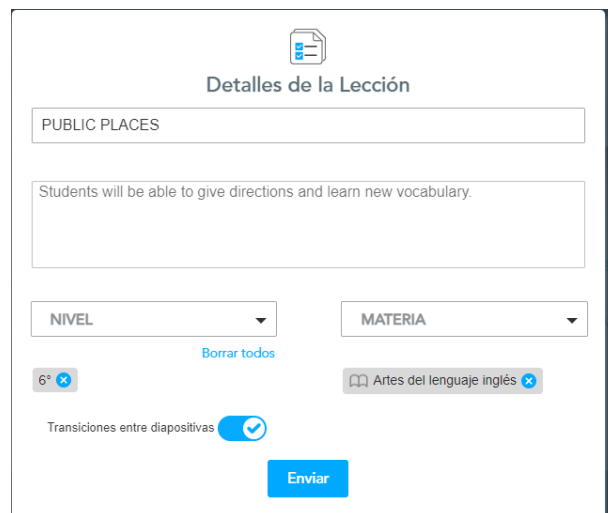 Detalles de la Lección
PUBLIC PLACES
Students will be able to give directions and learn new vocabulary.
NIVEL
MATERIA
Borrar todos
6°
Artes del lenguaje inglés
Transiciones entre diapositivas
Enviar